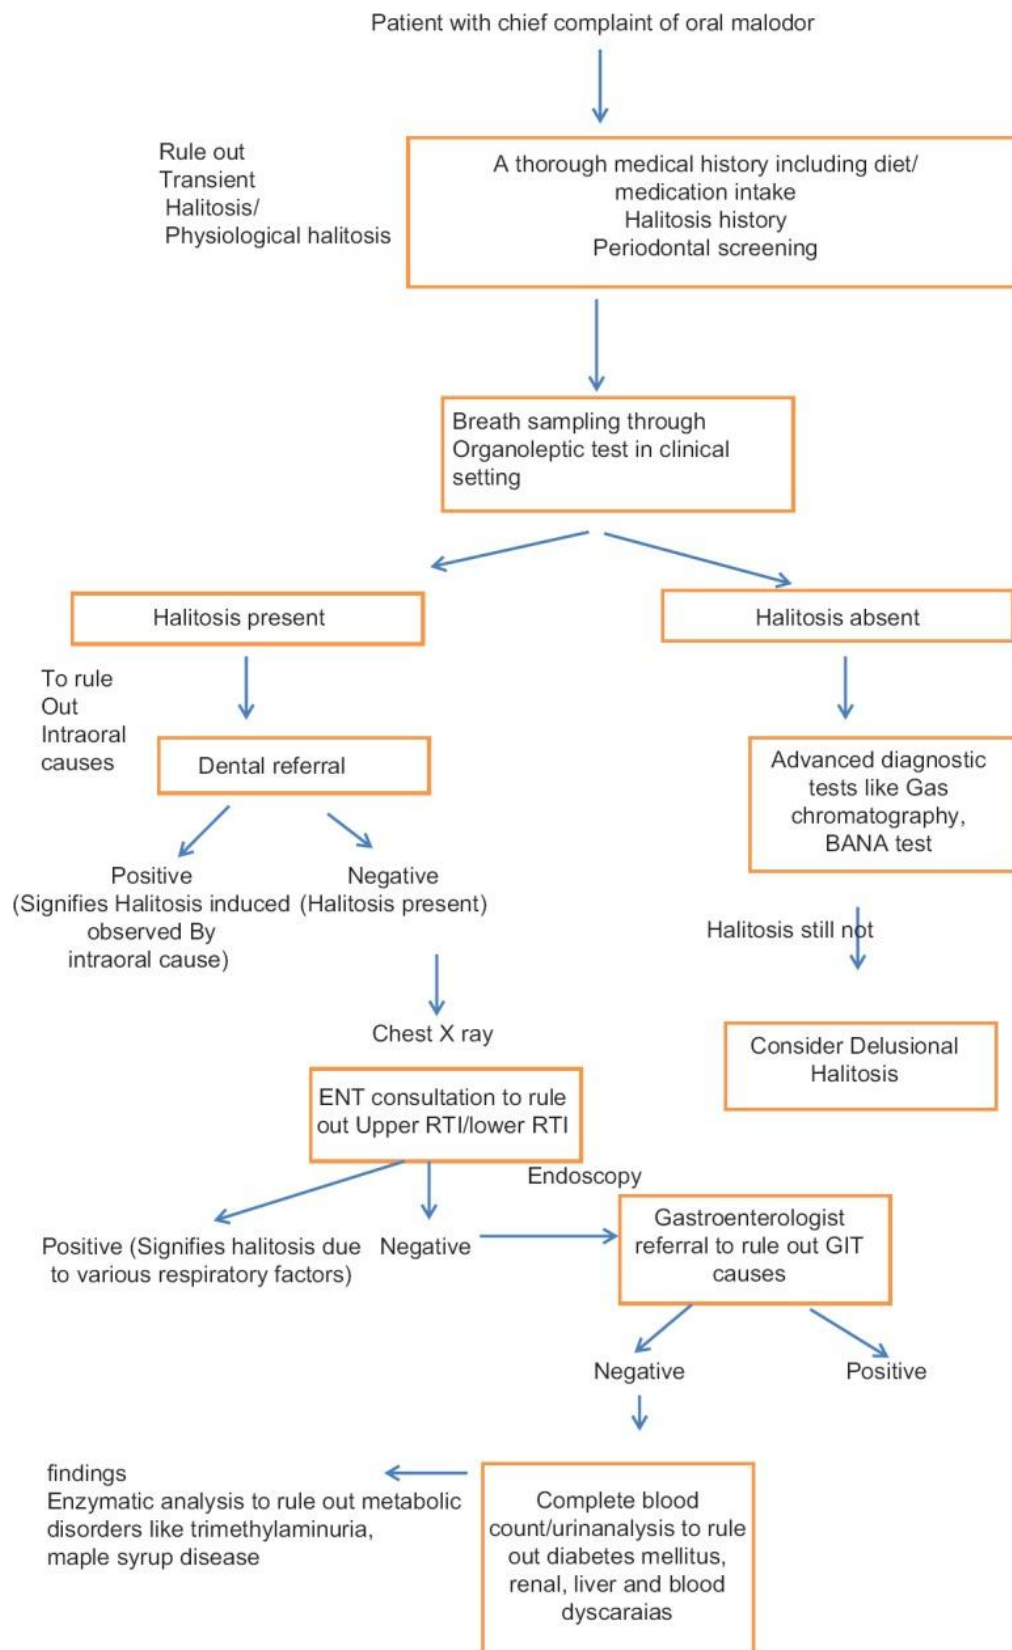 Patient with chief complaint of oral malodor
Rule out
Transient
Halitosis/
Physiological halitosis
A thorough medical history including diet/
medication intake
Halitosis history
Periodontal screening
Breath sampling through
Organoleptic test in clinical
setting
Halitosis present
Halitosis absent
To rule
Out
Intraoral
causes
Dental referral
Advanced diagnostic
tests like Gas
chromatography,
BANA test
Positive
(Signifies Halitosis induced
observed By
intraoral cause)
Negative
(Halitosis present)
Halitosis still not
Chest X ray
Consider Delusional
Halitosis
ENT consultation to rule
out Upper RTI/lower RTI
Endoscopy
Positive (Signifies halitosis due
to various respiratory factors)
Negative
Gastroenterologist
referral to rule out GIT
causes
Negative
Positive
findings
Enzymatic analysis to rule out metabolic
disorders like trimethylaminuria,
maple syrup disease
Complete blood
count/urinanalysis to rule
out diabetes mellitus,
renal, liver and blood
dyscaraias